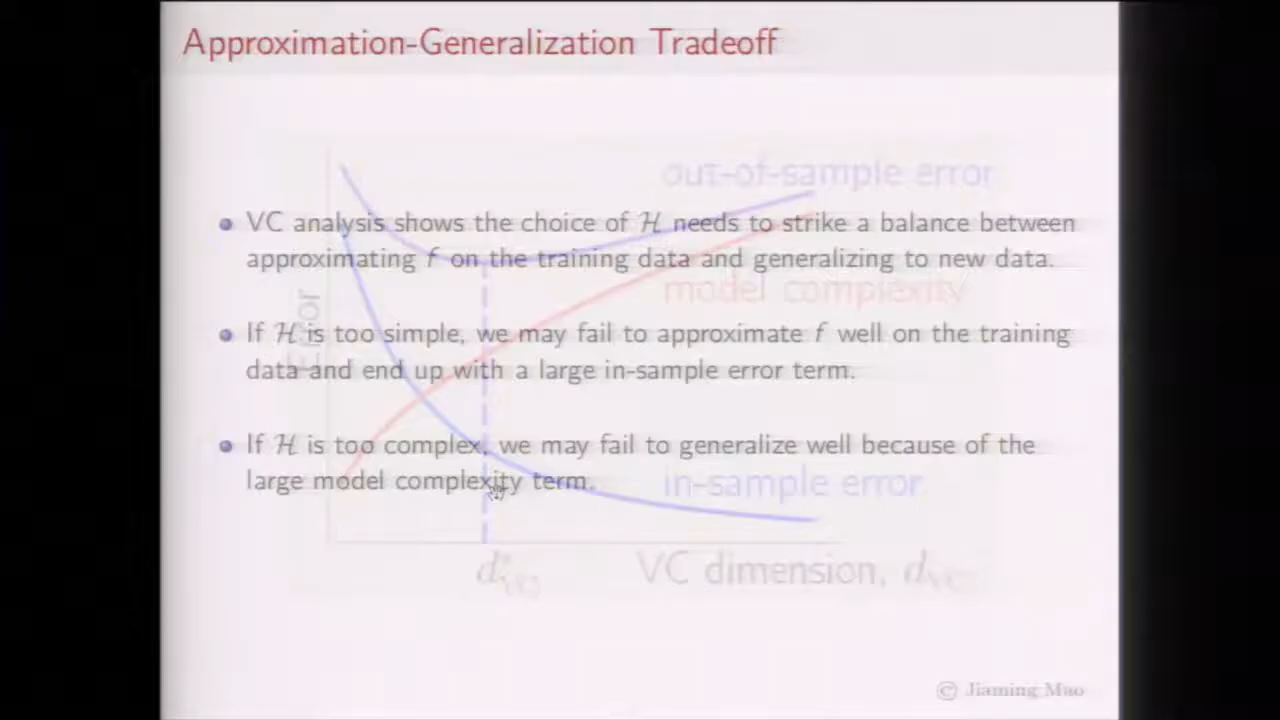 Approximation-Generalization Tradeoff
out-of-sample error
VC analysis shows the choice of H needs to strike a balance between
approximating f on the training data and generalizing to new data.
model complexity
Error
If H is too simple, we may fail to approximate f well on the training
data and end up with a large in-sample error term.
If H is too complex, we may fail to generalize well because of the
large model complexity term.
in-sample error
d*VC
VC dimension, dVC
© Jiaming Mao